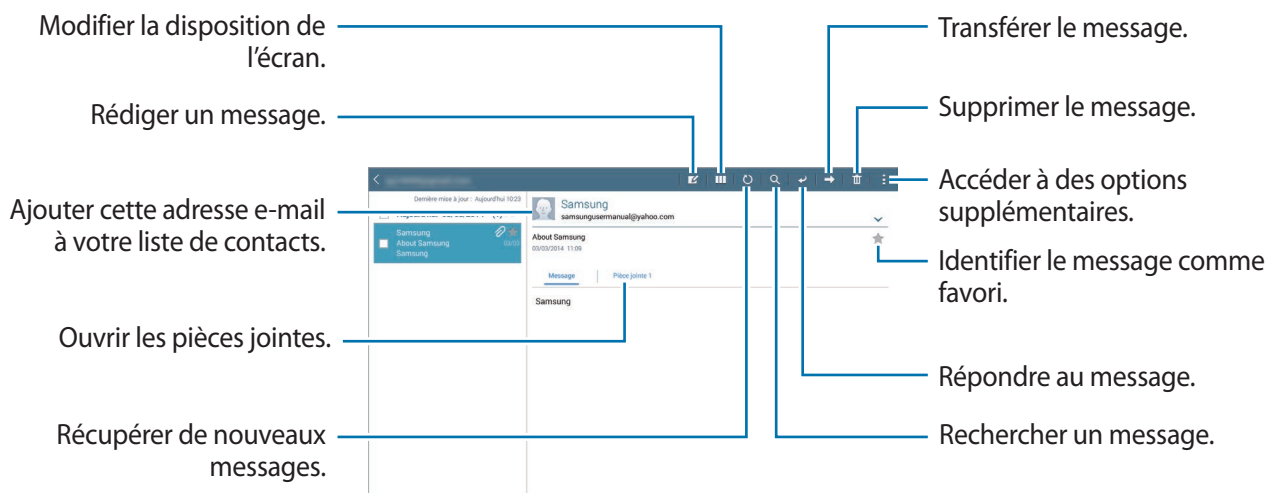 Modifier la disposition de
l'écran.
Rédiger un message.
Ajouter cette adresse e-mail
à votre liste de contacts.
Ouvrir les pièces jointes.
Récupérer de nouveaux
messages.
Dernière mise à jour : Aujourd'hui 10:23
Samsung
About Samsung 03/03
Samsung
Samsung
samsungusermanual@yahoo.com
About Samsung
03/03/2014 11:09
Message Pièce jointe 1
Samsung
Transférer le message.
Supprimer le message.
Accéder à des options
supplémentaires.
Identifier le message comme
favori.
Répondre au message.
Rechercher un message.